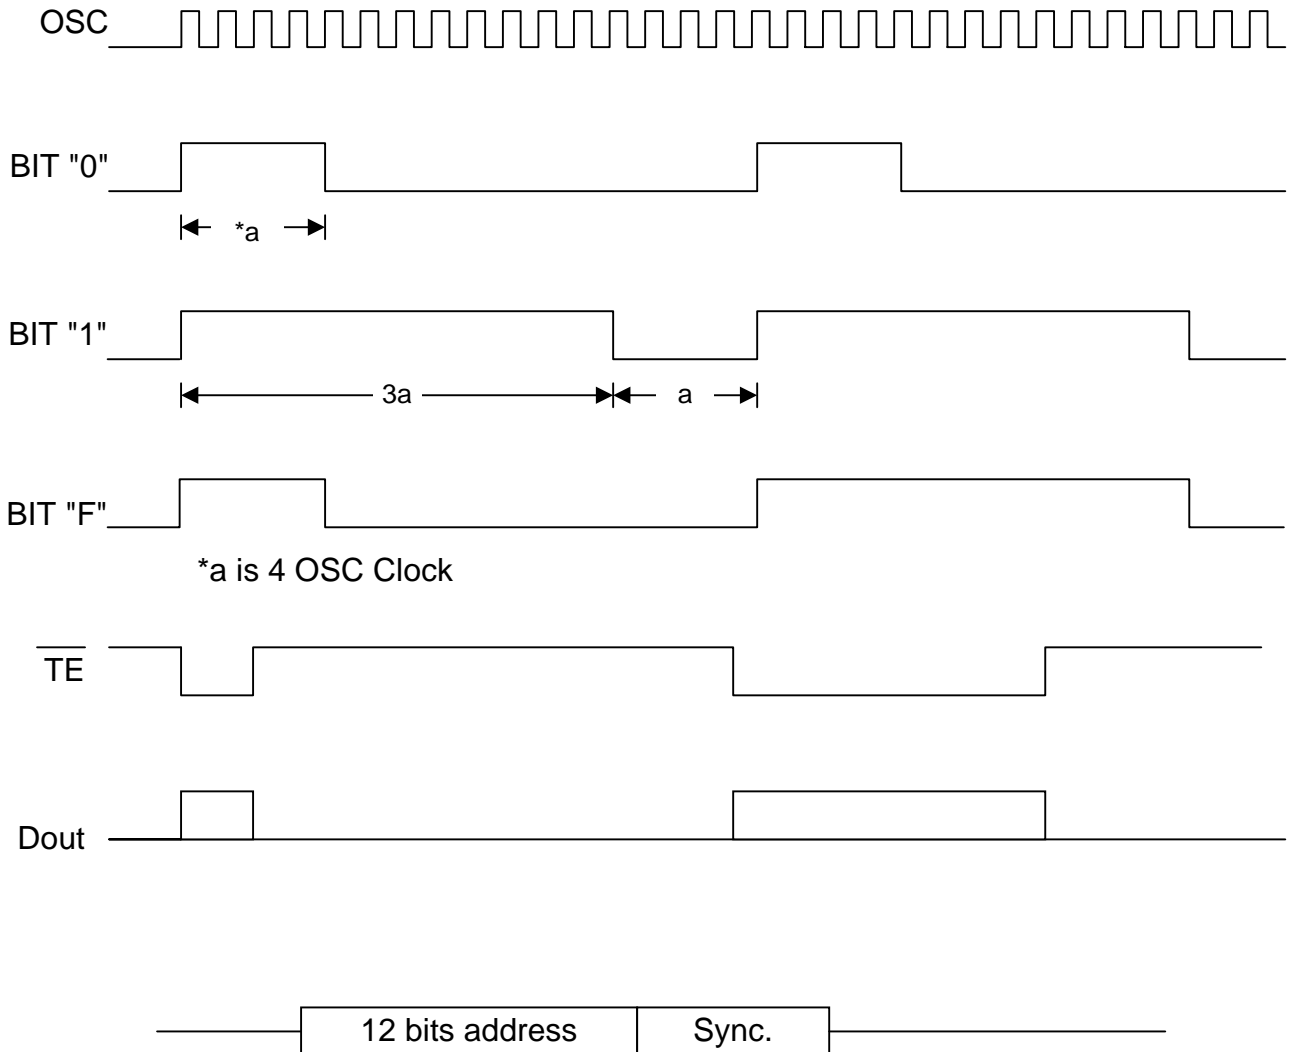 OSC
BIT "0"
*a
BIT "1"
3a
a
BIT "F"
*a is 4 OSC Clock
TE
Dout
12 bits address
Sync.